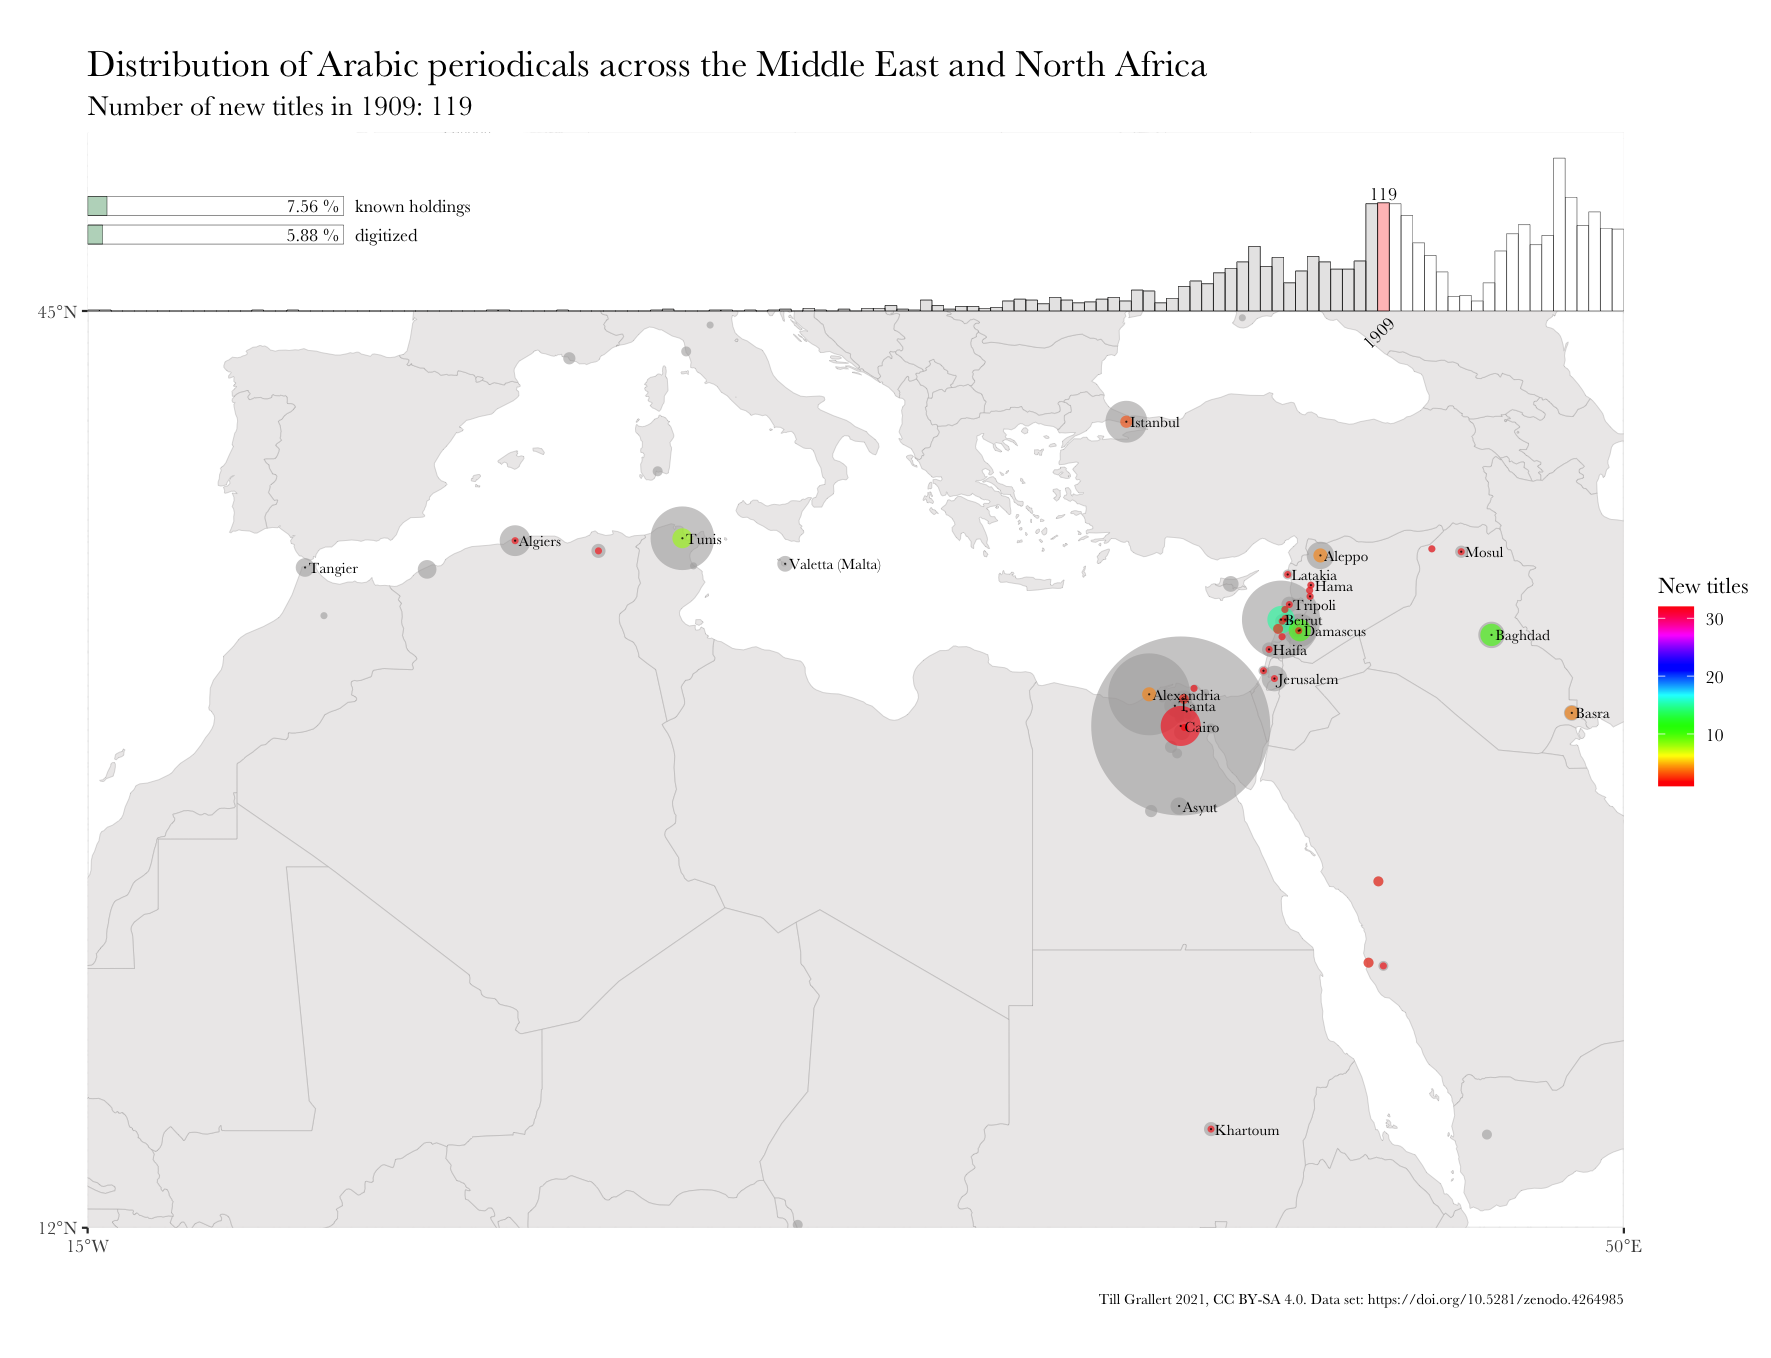 Distribution of Arabic periodicals across the Middle East and North Africa
Number of new titles in 1909: 119
119
7.56 % known holdings
5.88 % digitized
45°N
1909
Istanbul
Algiers
Tunis
Mosul
Aleppo
Valetta (Malta)
Tangier
Latakia
Hama
New titles
Tripoli
30
Beirut
Damascus
Baghdad
Haifa
20
Jerusalem
Alexandria
Tanta
Basra
Cairo
10
Asyut
Khartoum
12°N
15°W
50°E
Till Grallert 2021, CC BY-SA 4.0. Data set: https://doi.org/10.5281/zenodo.4264985